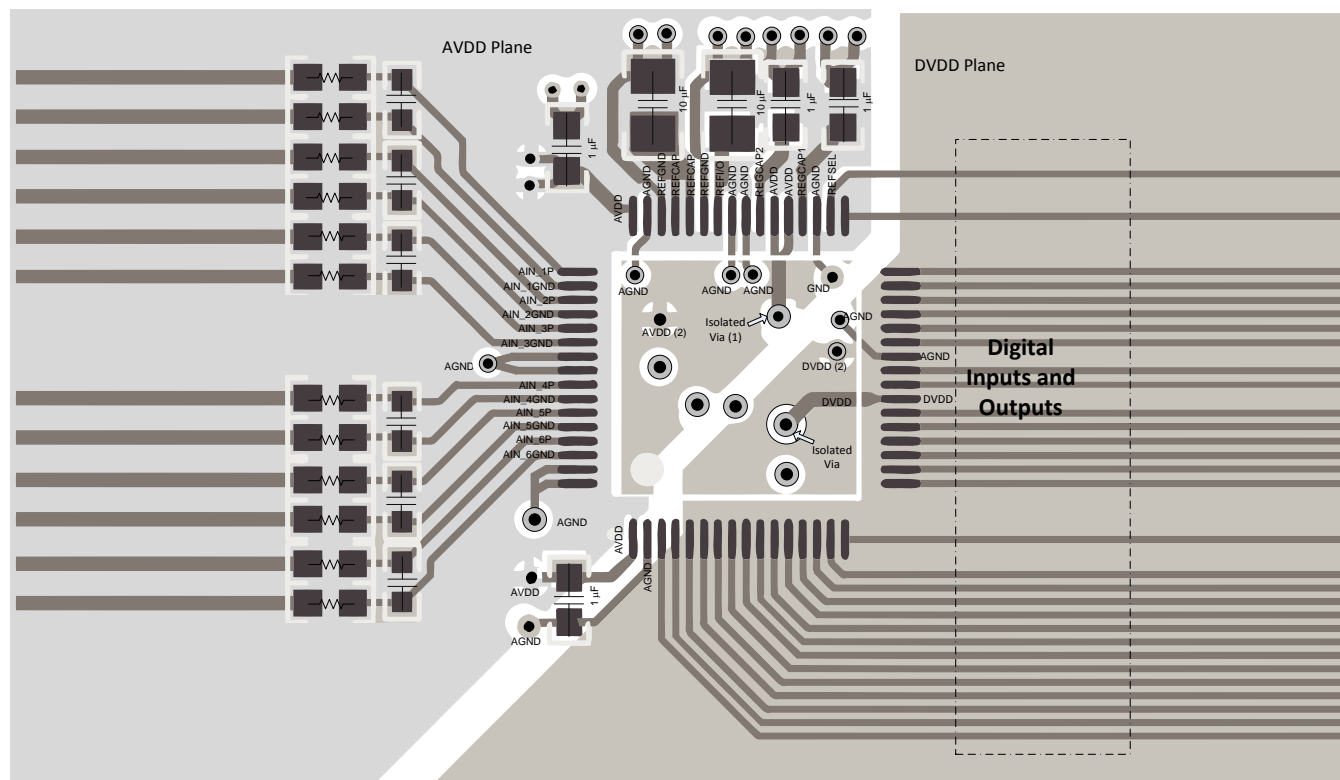 AVDD Plane
DVDD Plane
10 µF
10 µF
1 µF
1 µF
1 µF
AVDD
AGND
REFGND
REFCAP
REFCAP
REFGND
REFI/O
AGND
AGND
REGCAP2
AVDD
AVDD
REGCAP1
AGND
REFSEL
AIN_1P
AIN_1GND
AIN_2P
AIN_2GND
AIN_3P
AIN_3GND
AGND
AIN_4P
AIN_4GND
AIN_5P
AIN_5GND
AIN_6P
AIN_6GND
AGND
AGND
AGND
AGND
GND
AVDD (2)
Isolated
Via (1)
AGND
DVDD (2)
AGND
DVDD
DVDD
Isolated
Via
Digital
Inputs and
Outputs
AVDD
AGND
AVDD
AGND
1 µF